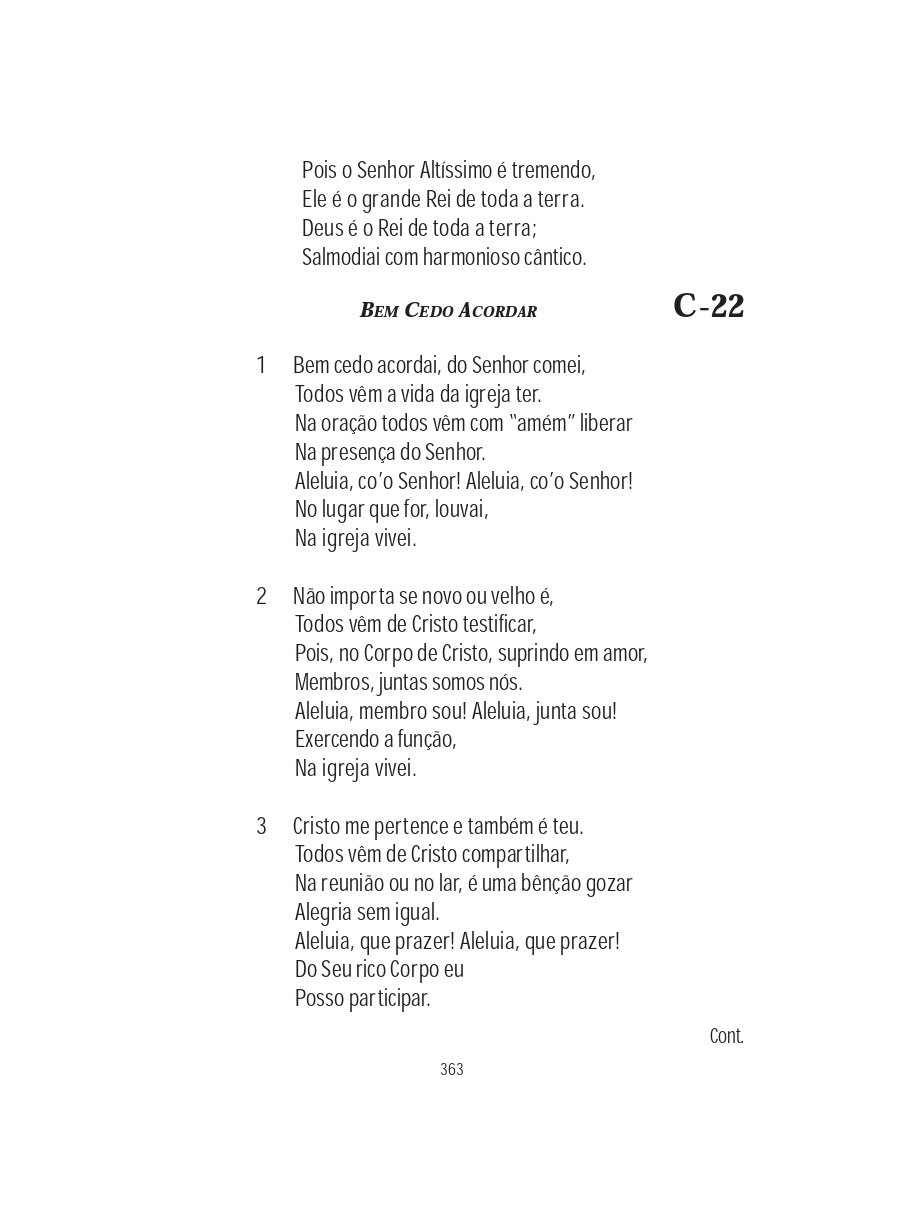 Pois o Senhor Altíssimo é tremendo,
Ele é o grande Rei de toda a terra.
Deus é o Rei de toda a terra;
Salmodiai com harmonioso cântico.
BEM CEDO ACORDAR C-22
1 Bem cedo acordai, do Senhor comei,
Todos vêm a vida da igreja ter.
Na oração todos vêm com “amém” liberar
Na presença do Senhor.
Aleluia, co’o Senhor! Aleluia, co’o Senhor!
No lugar que for, louvai,
Na igreja vivei.
2 Não importa se novo ou velho é,
Todos vêm de Cristo testificar,
Pois, no Corpo de Cristo, suprindo em amor,
Membros, juntas somos nós.
Aleluia, membro sou! Aleluia, junta sou!
Exercendo a função,
Na igreja vivei.
3 Cristo me pertence e também é teu.
Todos vêm de Cristo compartilhar,
Na reunião ou no lar, é uma bênção gozar
Alegria sem igual.
Aleluia, que prazer! Aleluia, que prazer!
Do Seu rico Corpo eu
Posso participar.
Cont.
363